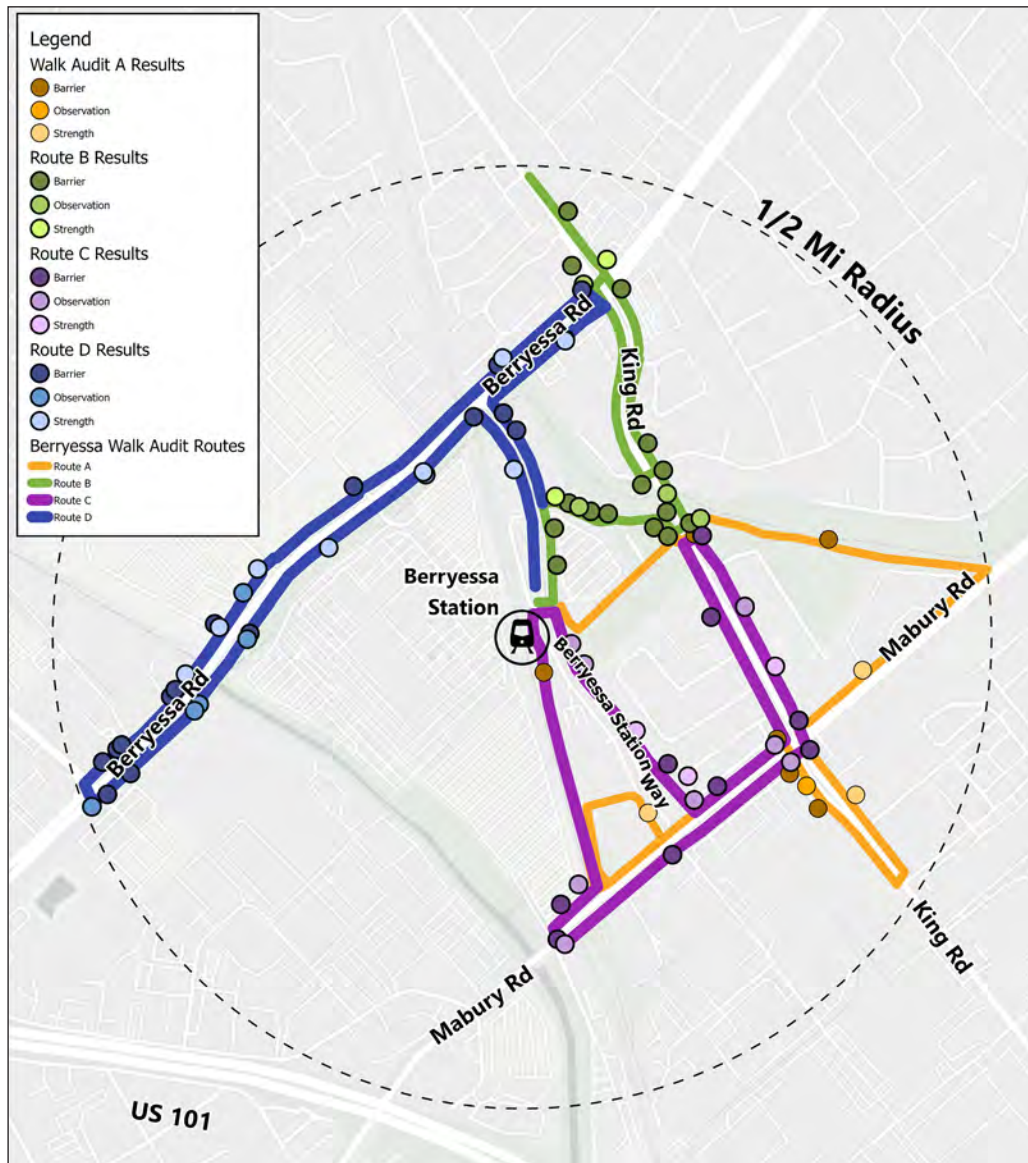 Legend
Walk Audit A Results
Barrier
Observation
Strength
Route B Results
Barrier
Observation
Strength
Route C Results
Barrier
Observation
Strength
Route D Results
Barrier
Observation
Strength
Berryessa Walk Audit Routes
Route A
Route B
Route C
Route D
1/2 Mi Radius
Berryessa Rd
King Rd
Berryessa
Station
Mabury Rd
Berryessa Station Way
Berryessa Rd
King Rd
Mabury Rd
US 101